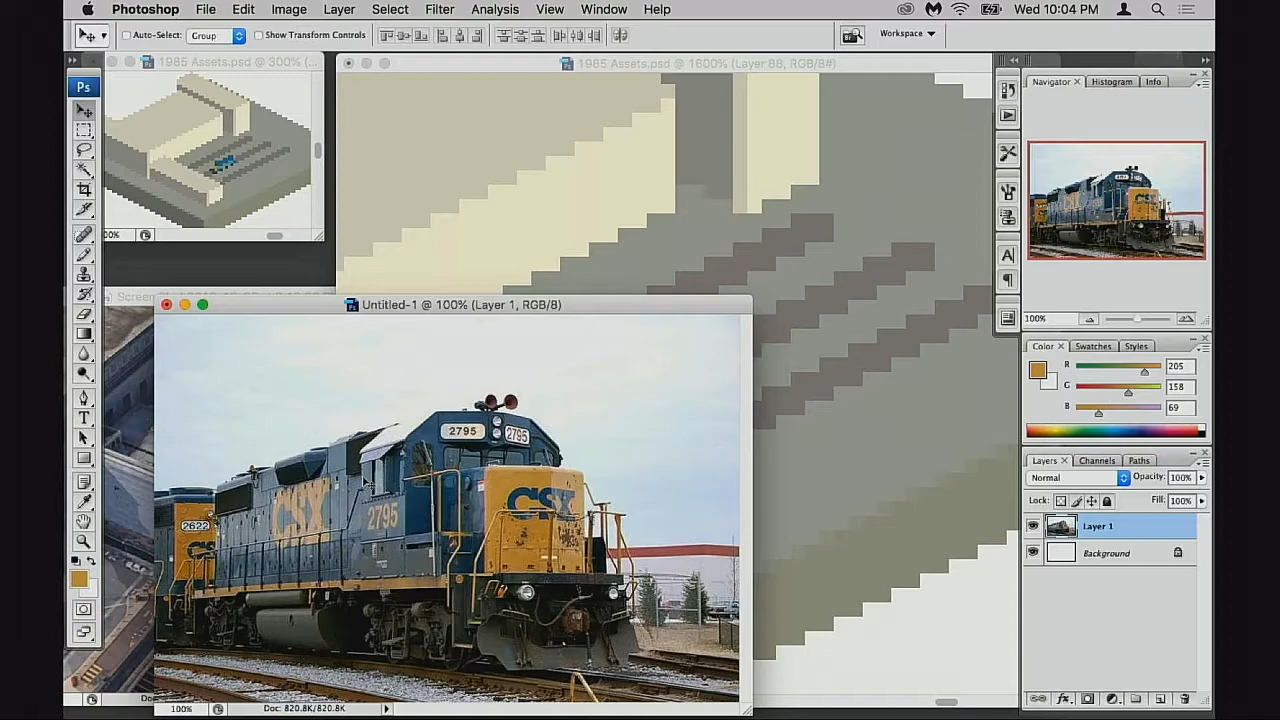 Photoshop File Edit Image Layer Select Filter Analysis View Window Help Wed 10:04 PM
Auto-Select: Group Show Transform Controls Workspace
1985 Assets.psd @ 300% (...
1985 Assets.psd @ 1600% (Layer 88, RGB/8#)
Navigator Histogram Info
Ps
100%
Color Swatches Styles
R 205
G 158
B 69
Untitled-1 @ 100% (Layer 1, RGB/8)
2795 2795
CSX CSX
2795
2622
Layers Channels Paths
Normal Opacity: 100%
Lock: Fill: 100%
Layer 1
Background
100% Doc: 820.8K/820.8K